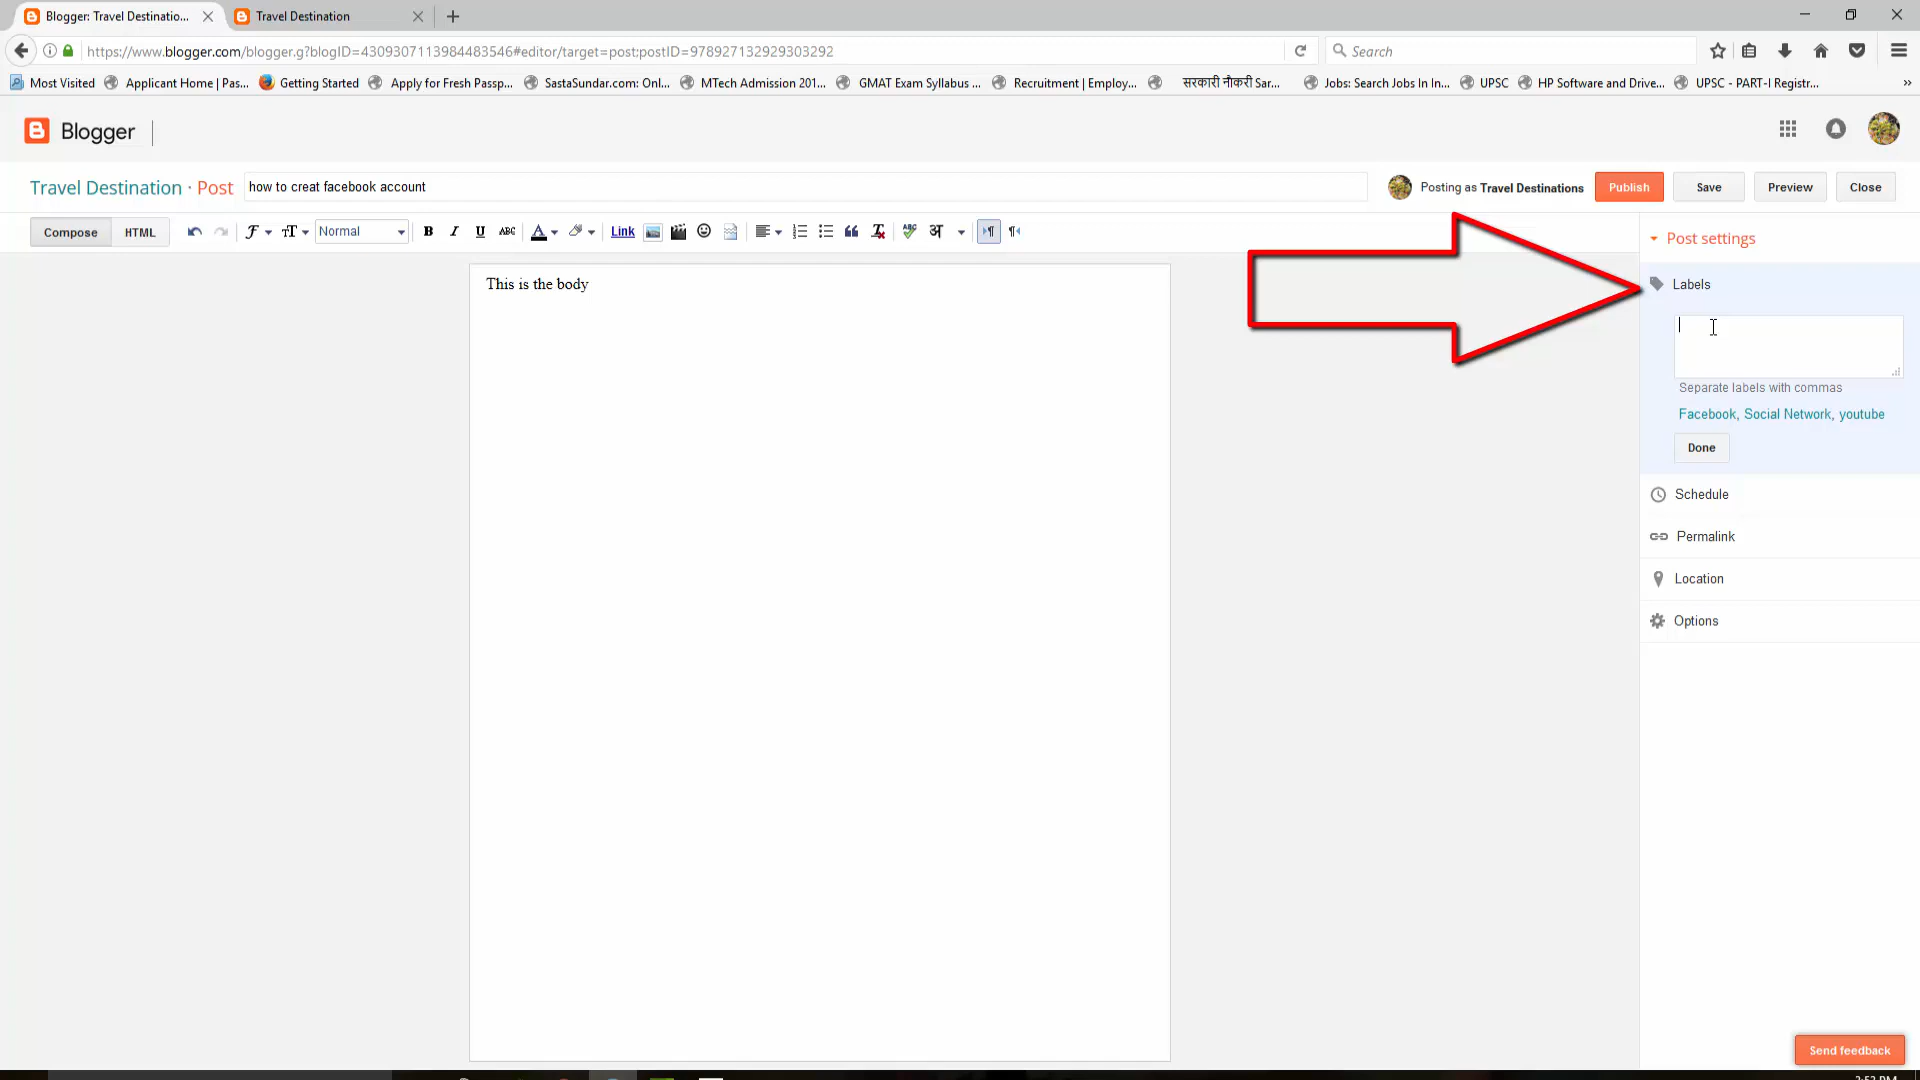 Blogger: Travel Destinatio...
Travel Destination
https://www.blogger.com/blogger.g?blogID=4309307113984483546#editor/target=post;postID=978927132929303292
Search
Most Visited
Applicant Home | Pas...
Getting Started
Apply for Fresh Passp...
SastaSundar.com: Onl...
MTech Admission 201...
GMAT Exam Syllabus ...
Recruitment | Employ...
सरकारी नौकरी Sar...
Jobs: Search Jobs In In...
UPSC
HP Software and Drive...
UPSC - PART-I Registr...
Blogger
Travel Destination · Post
how to creat facebook account
Posting as Travel Destinations
Publish
Save
Preview
Close
Compose
HTML
Normal
B I U ABC A Link
Post settings
This is the body
Labels
Separate labels with commas
Facebook, Social Network, youtube
Done
Schedule
Permalink
Location
Options
Send feedback